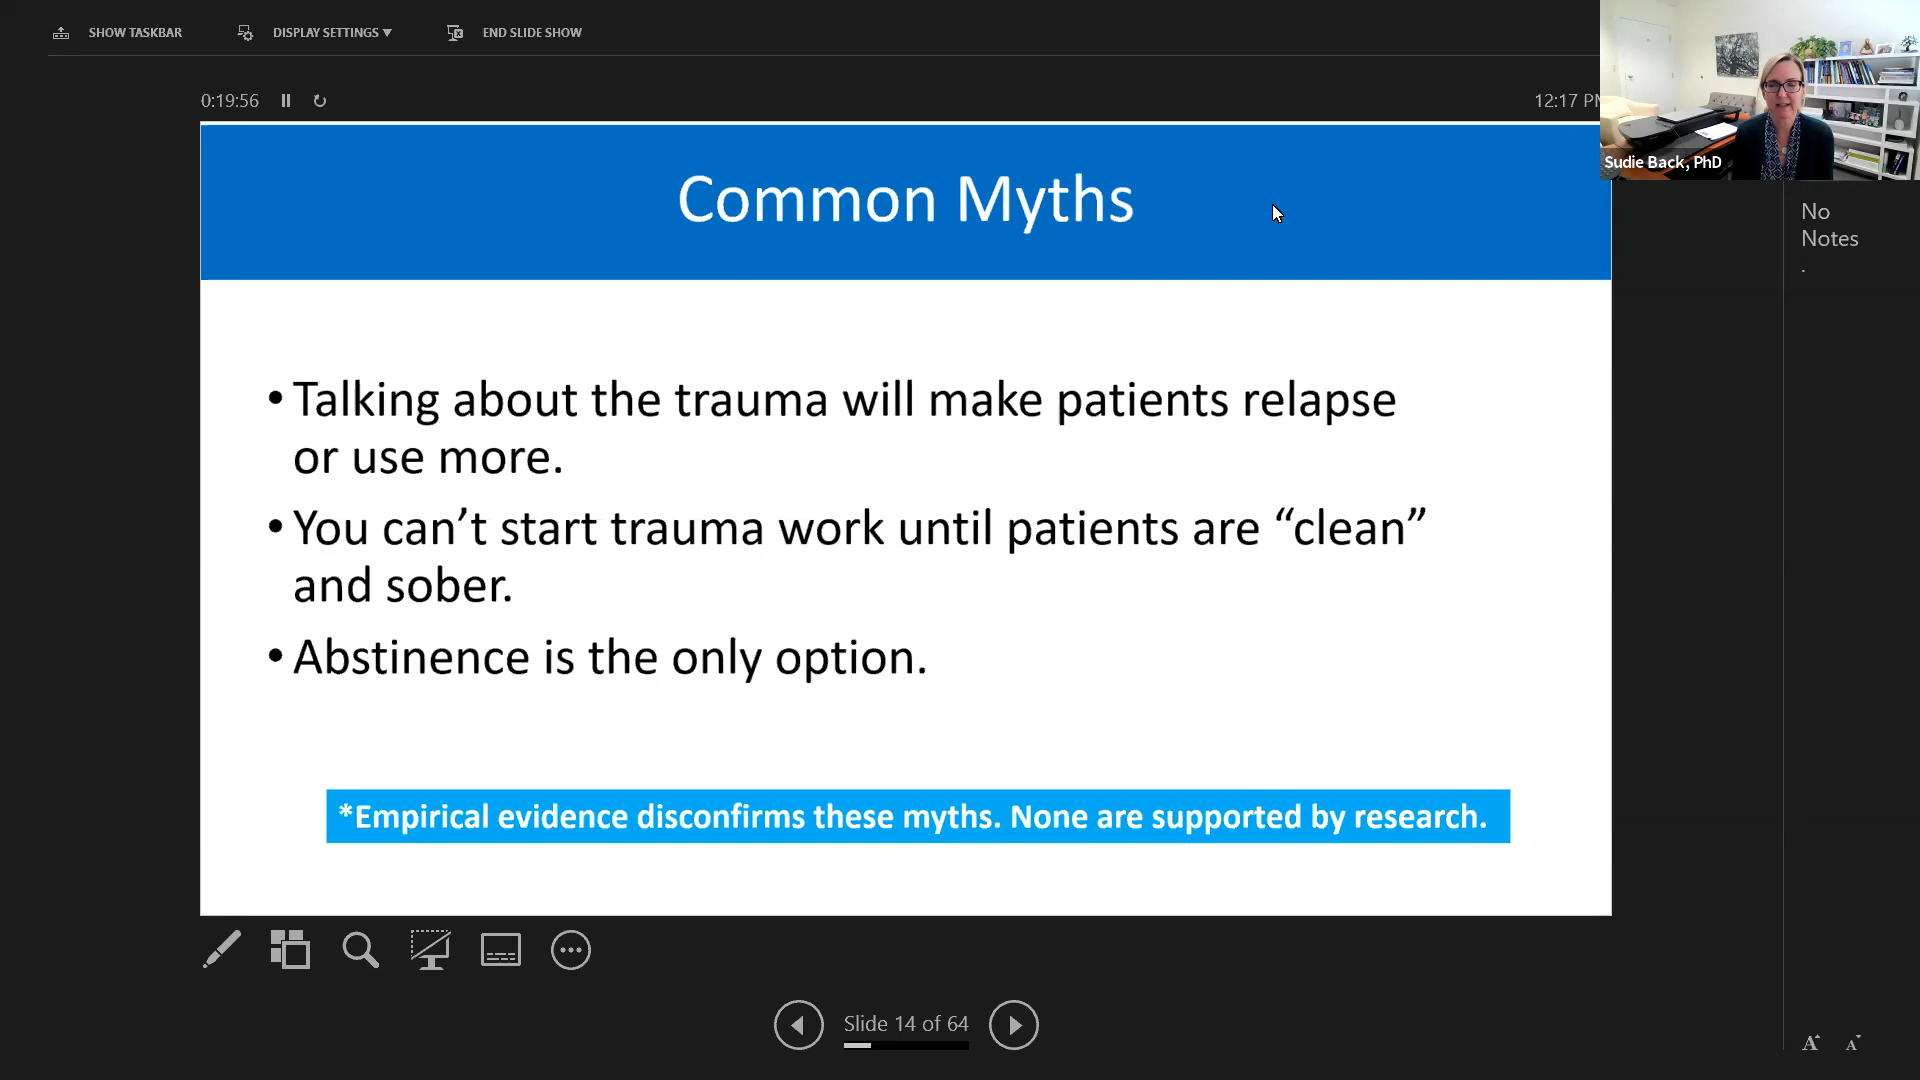 SHOW TASKBAR
DISPLAY SETTINGS ▼
END SLIDE SHOW
0:19:56
12:17 PM
Sudie Back, PhD
Common Myths
No
Notes
.
• Talking about the trauma will make patients relapse
or use more.
• You can’t start trauma work until patients are “clean”
and sober.
• Abstinence is the only option.
*Empirical evidence disconfirms these myths. None are supported by research.
Slide 14 of 64
A A